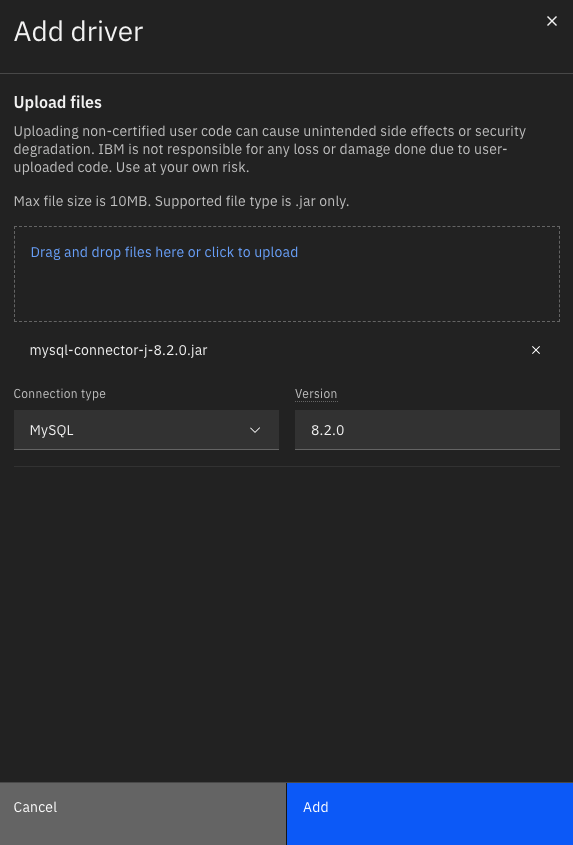 Add driver
Upload files
Uploading non-certified user code can cause unintended side effects or security
degradation. IBM is not responsible for any loss or damage done due to user-
uploaded code. Use at your own risk.
Max file size is 10MB. Supported file type is .jar only.
Drag and drop files here or click to upload
mysql-connector-j-8.2.0.jar
Connection type
Version
MySQL
8.2.0
Cancel
Add